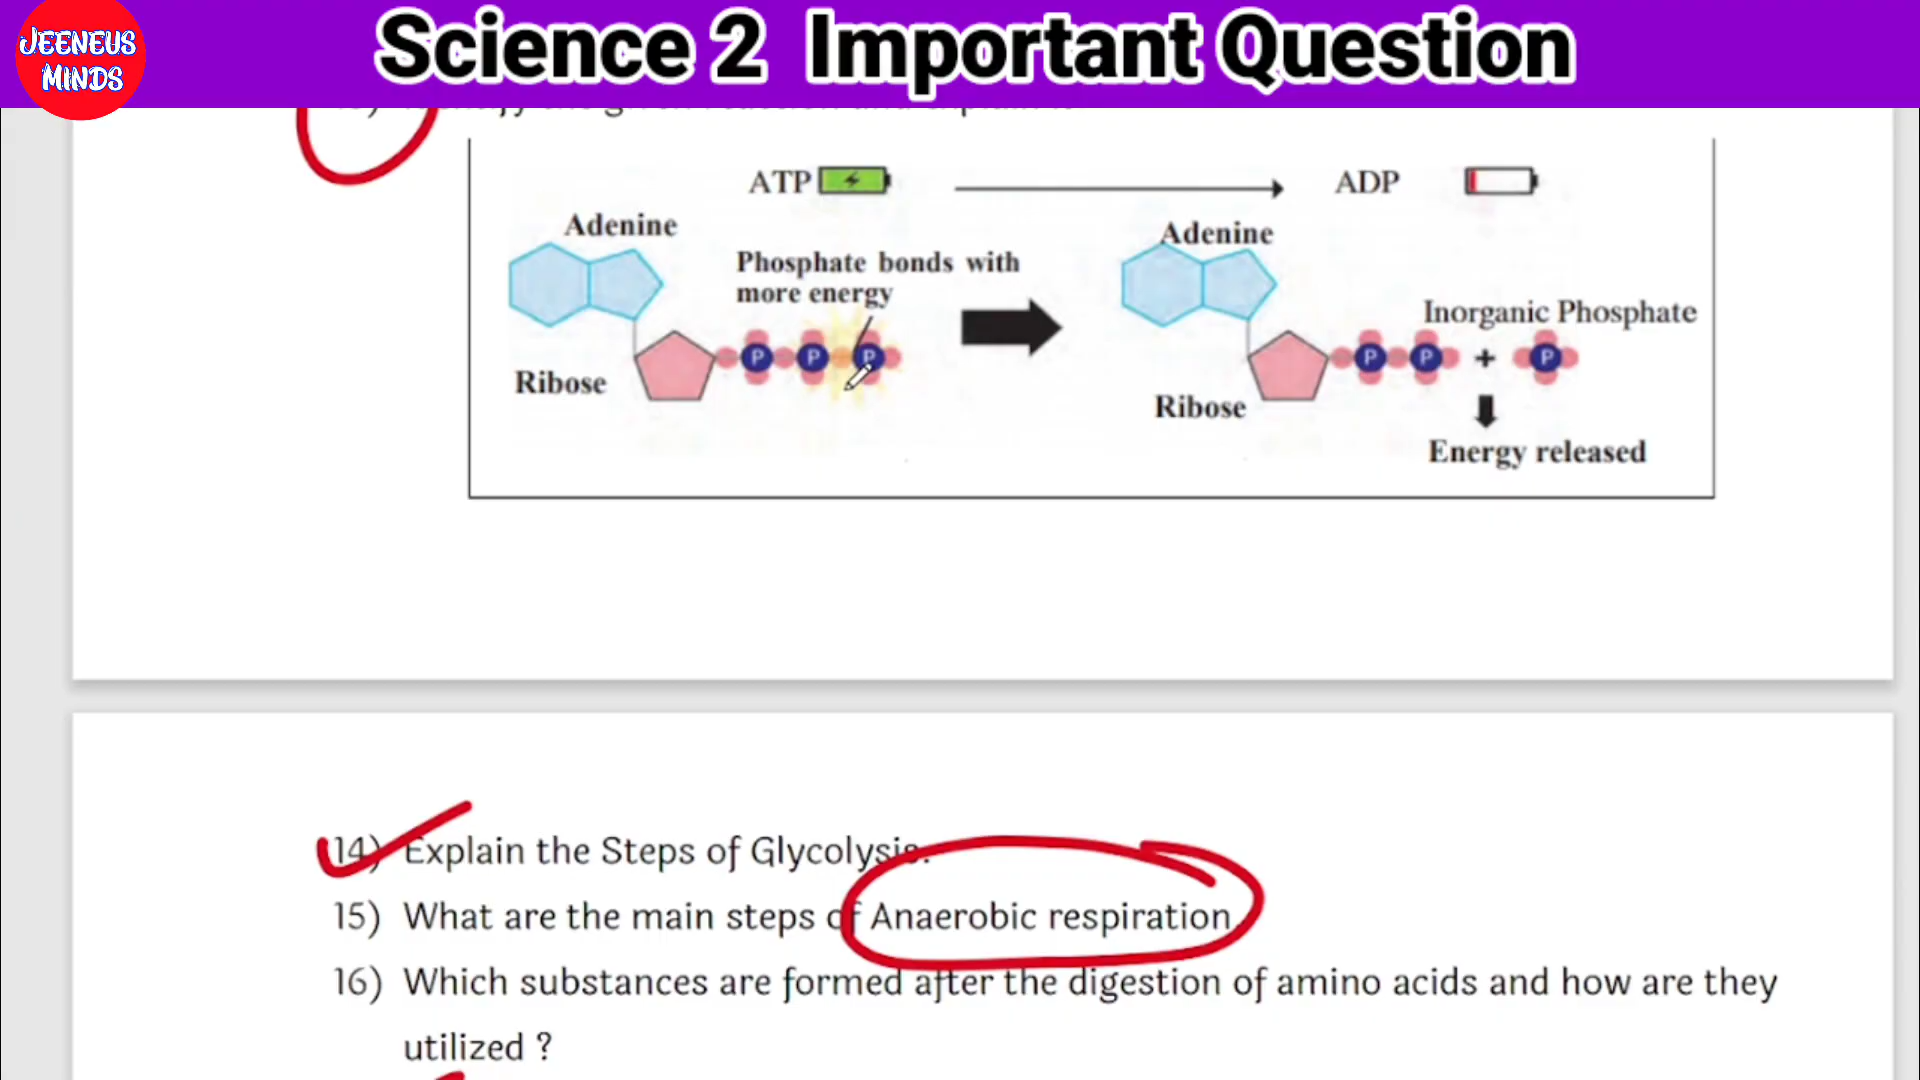 JEENEUS
MINDS
Science 2 Important Question
ATP
ADP
Adenine
Phosphate bonds with
more energy
Ribose
P P P
Adenine
Inorganic Phosphate
P P + P
Ribose
Energy released
14) Explain the Steps of Glycolysis.
15) What are the main steps of Anaerobic respiration.
16) Which substances are formed after the digestion of amino acids and how are they
utilized ?